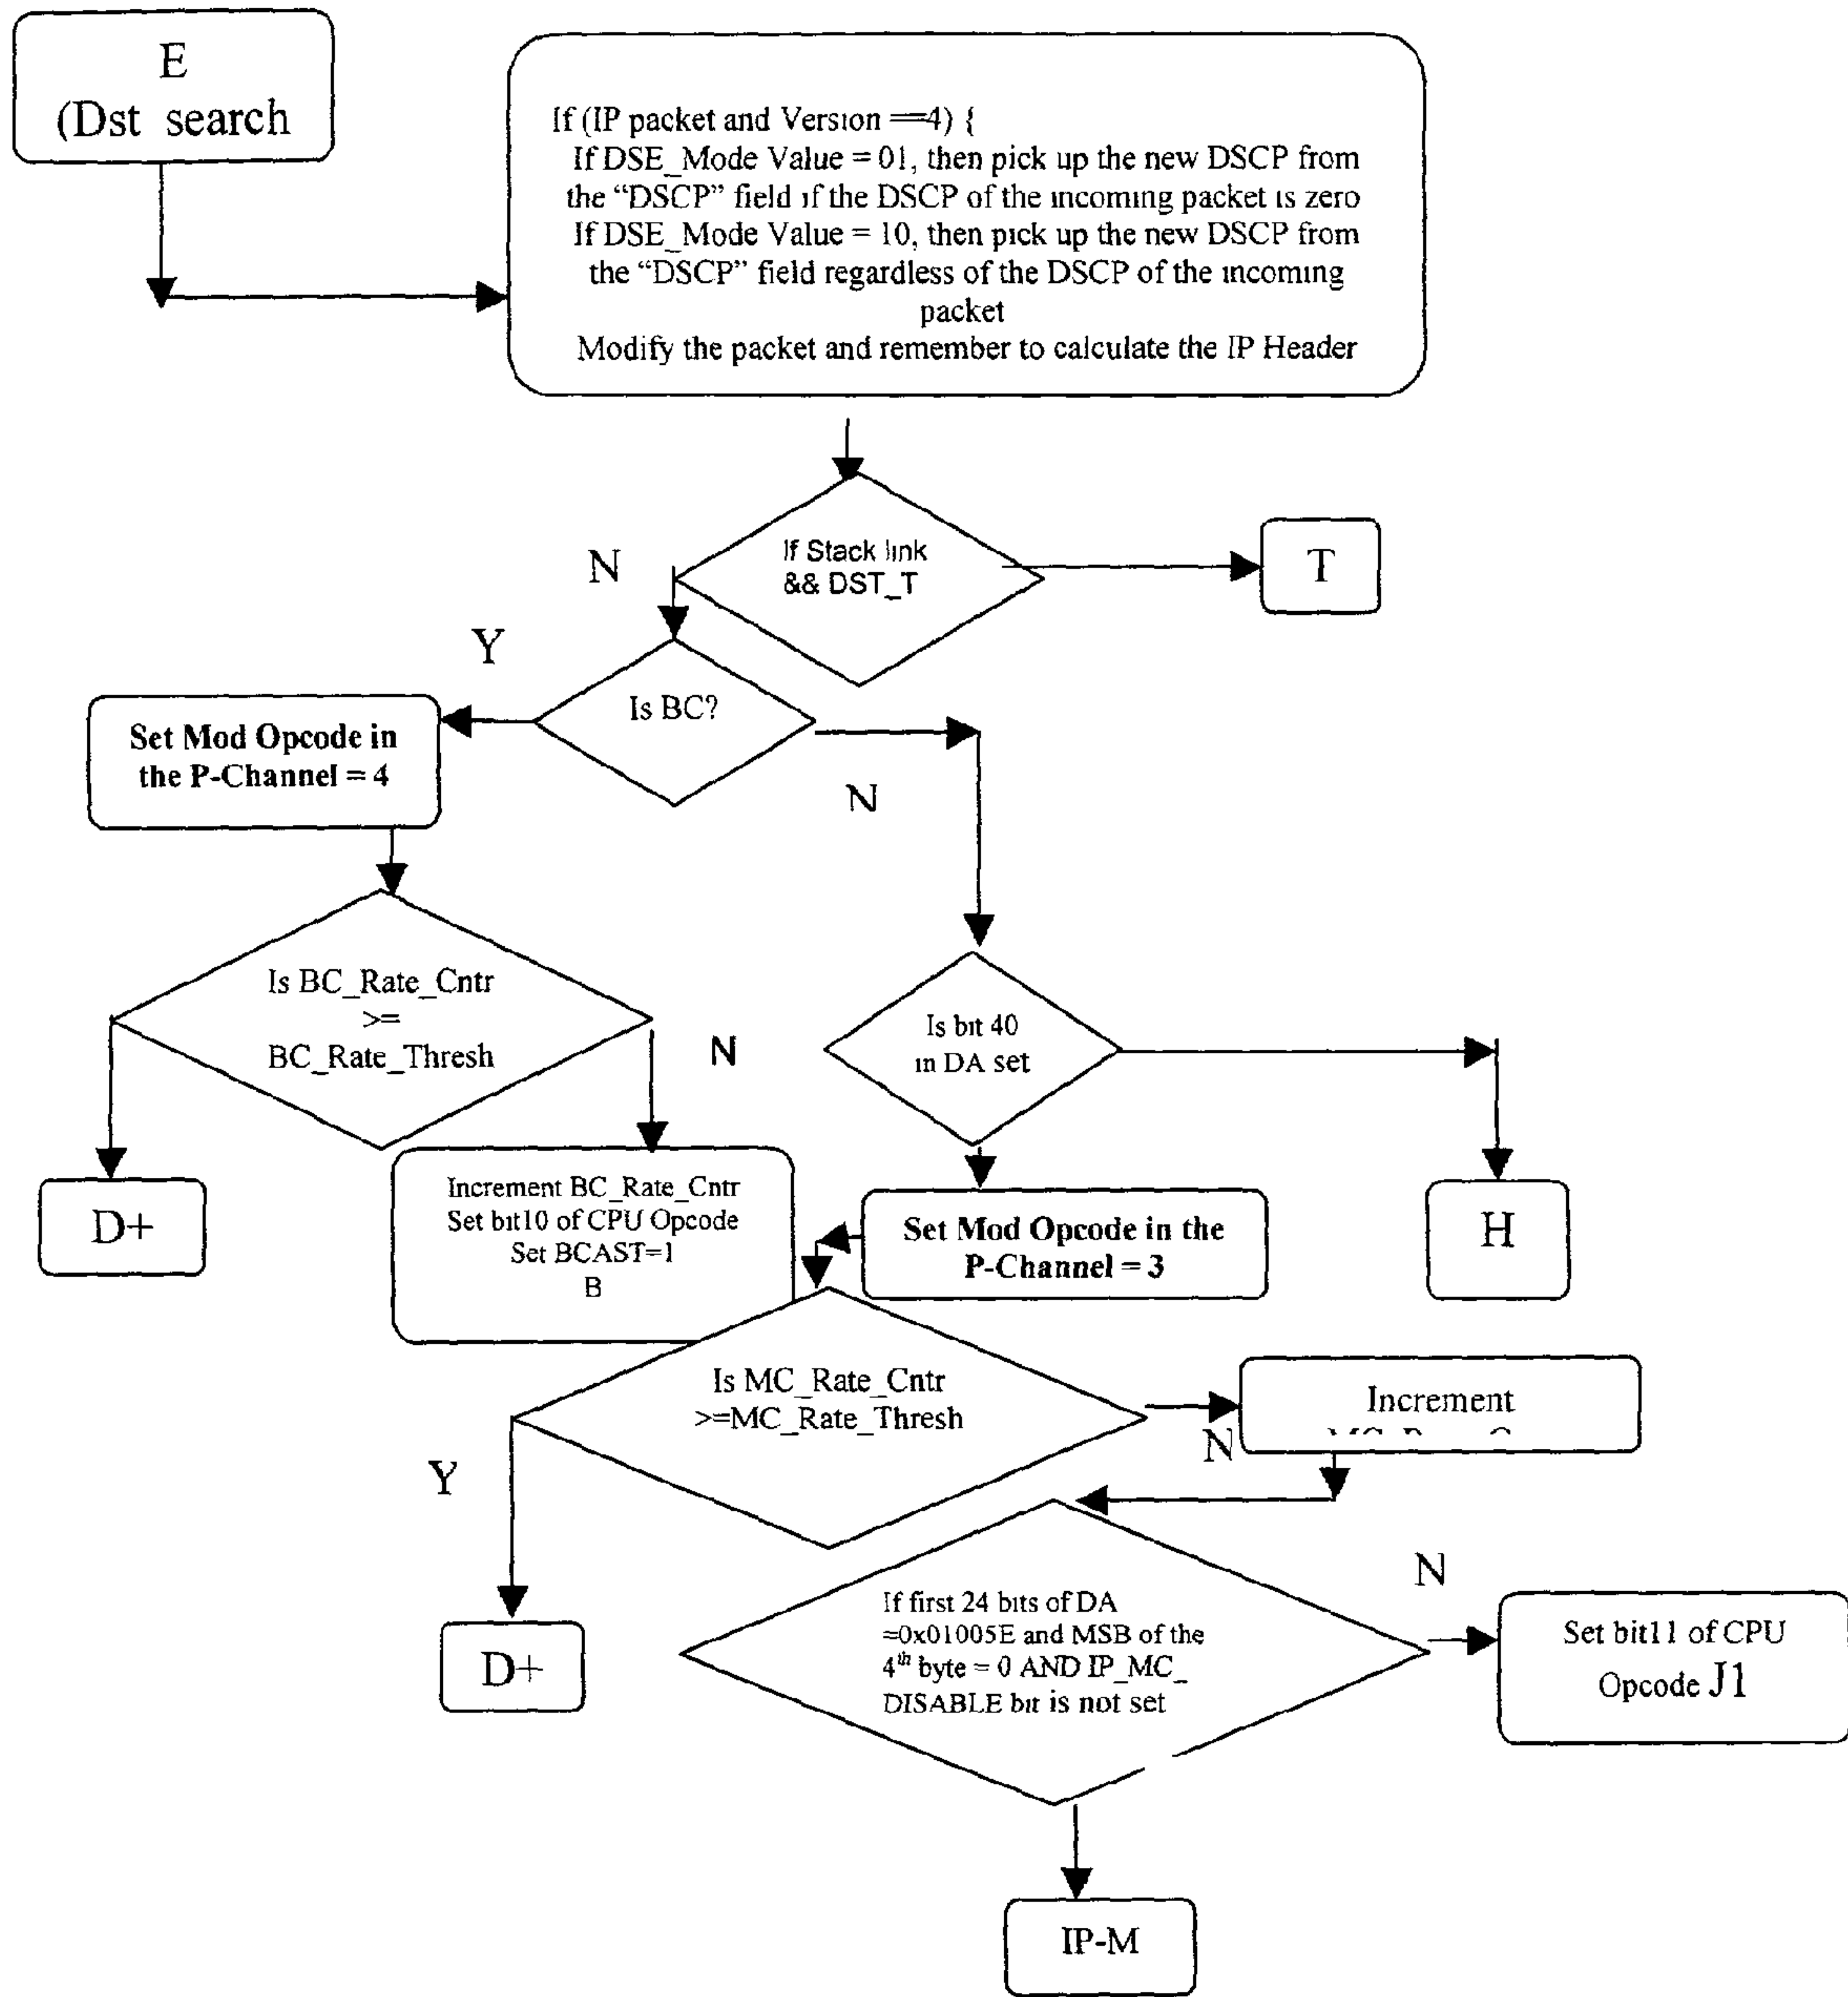 E
(Dst search
If (IP packet and Version ==4) {
If DSE_Mode Value = 01, then pick up the new DSCP from
the “DSCP” field if the DSCP of the incoming packet is zero
If DSE_Mode Value = 10, then pick up the new DSCP from
the “DSCP” field regardless of the DSCP of the incoming
packet
Modify the packet and remember to calculate the IP Header
If Stack link
&& DST_T
N
T
Y
Is BC?
Set Mod Opcode in
the P-Channel = 4
N
Is BC_Rate_Cntr
>=
BC_Rate_Thresh
N
Is bit 40
in DA set
D+
Increment BC_Rate_Cntr
Set bit10 of CPU Opcode
Set BCAST=1
B
Set Mod Opcode in the
P-Channel = 3
H
Is MC_Rate_Cntr
>=MC_Rate_Thresh
Increment
N
Y
D+
If first 24 bits of DA
=0x01005E and MSB of the
4th byte = 0 AND IP_MC_
DISABLE bit is not set
N
Set bit11 of CPU
Opcode J1
IP-M